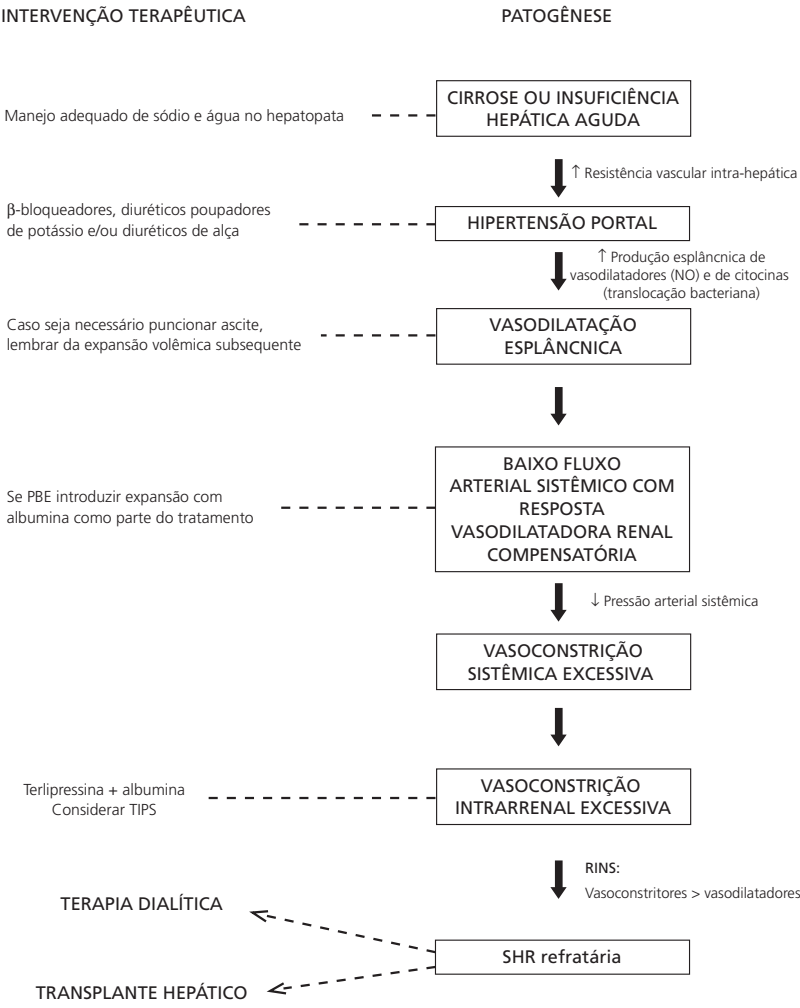 INTERVENÇÃO TERAPÊUTICA
PATOGÊNESE
Manejo adequado de sódio e água no hepatopata
CIRROSE OU INSUFICIÊNCIA
HEPÁTICA AGUDA
↑ Resistência vascular intra-hepática
β-bloqueadores, diuréticos poupadores
de potássio e/ou diuréticos de alça
HIPERTENSÃO PORTAL
↑ Produção esplâncnica de
vasodilatadores (NO) e de citocinas
(translocação bacteriana)
Caso seja necessário puncionar ascite,
lembrar da expansão volêmica subsequente
VASODILATAÇÃO
ESPLÂNCNICA
Se PBE introduzir expansão com
albumina como parte do tratamento
BAIXO FLUXO
ARTERIAL SISTÊMICO COM
RESPOSTA
VASODILATADORA RENAL
COMPENSATÓRIA
↓ Pressão arterial sistêmica
VASOCONSTRIÇÃO
SISTÊMICA EXCESSIVA
Terlipressina + albumina
Considerar TIPS
VASOCONSTRIÇÃO
INTRARRENAL EXCESSIVA
RINS:
Vasoconstritores > vasodilatadores
TERAPIA DIALÍTICA
SHR refratária
TRANSPLANTE HEPÁTICO